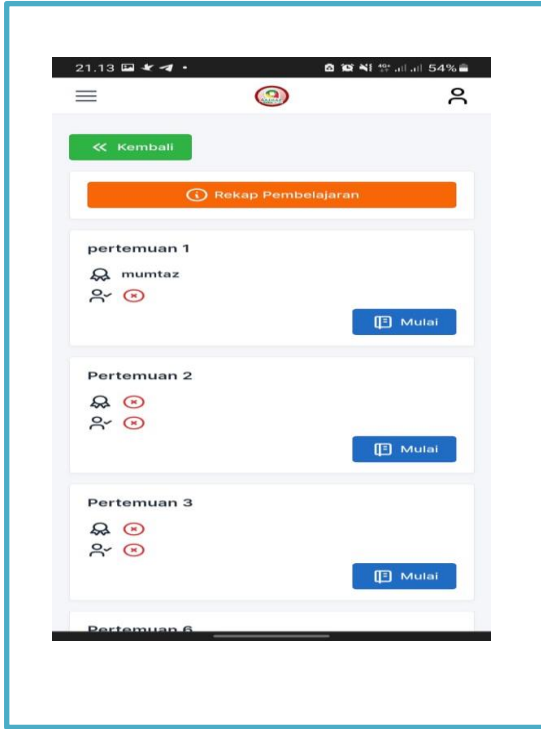 21.13
54%
Kembali
Rekap Pembelajaran
pertemuan 1
mumtaz
Mulai
Pertemuan 2
Mulai
Pertemuan 3
Mulai
Pertemuan 6